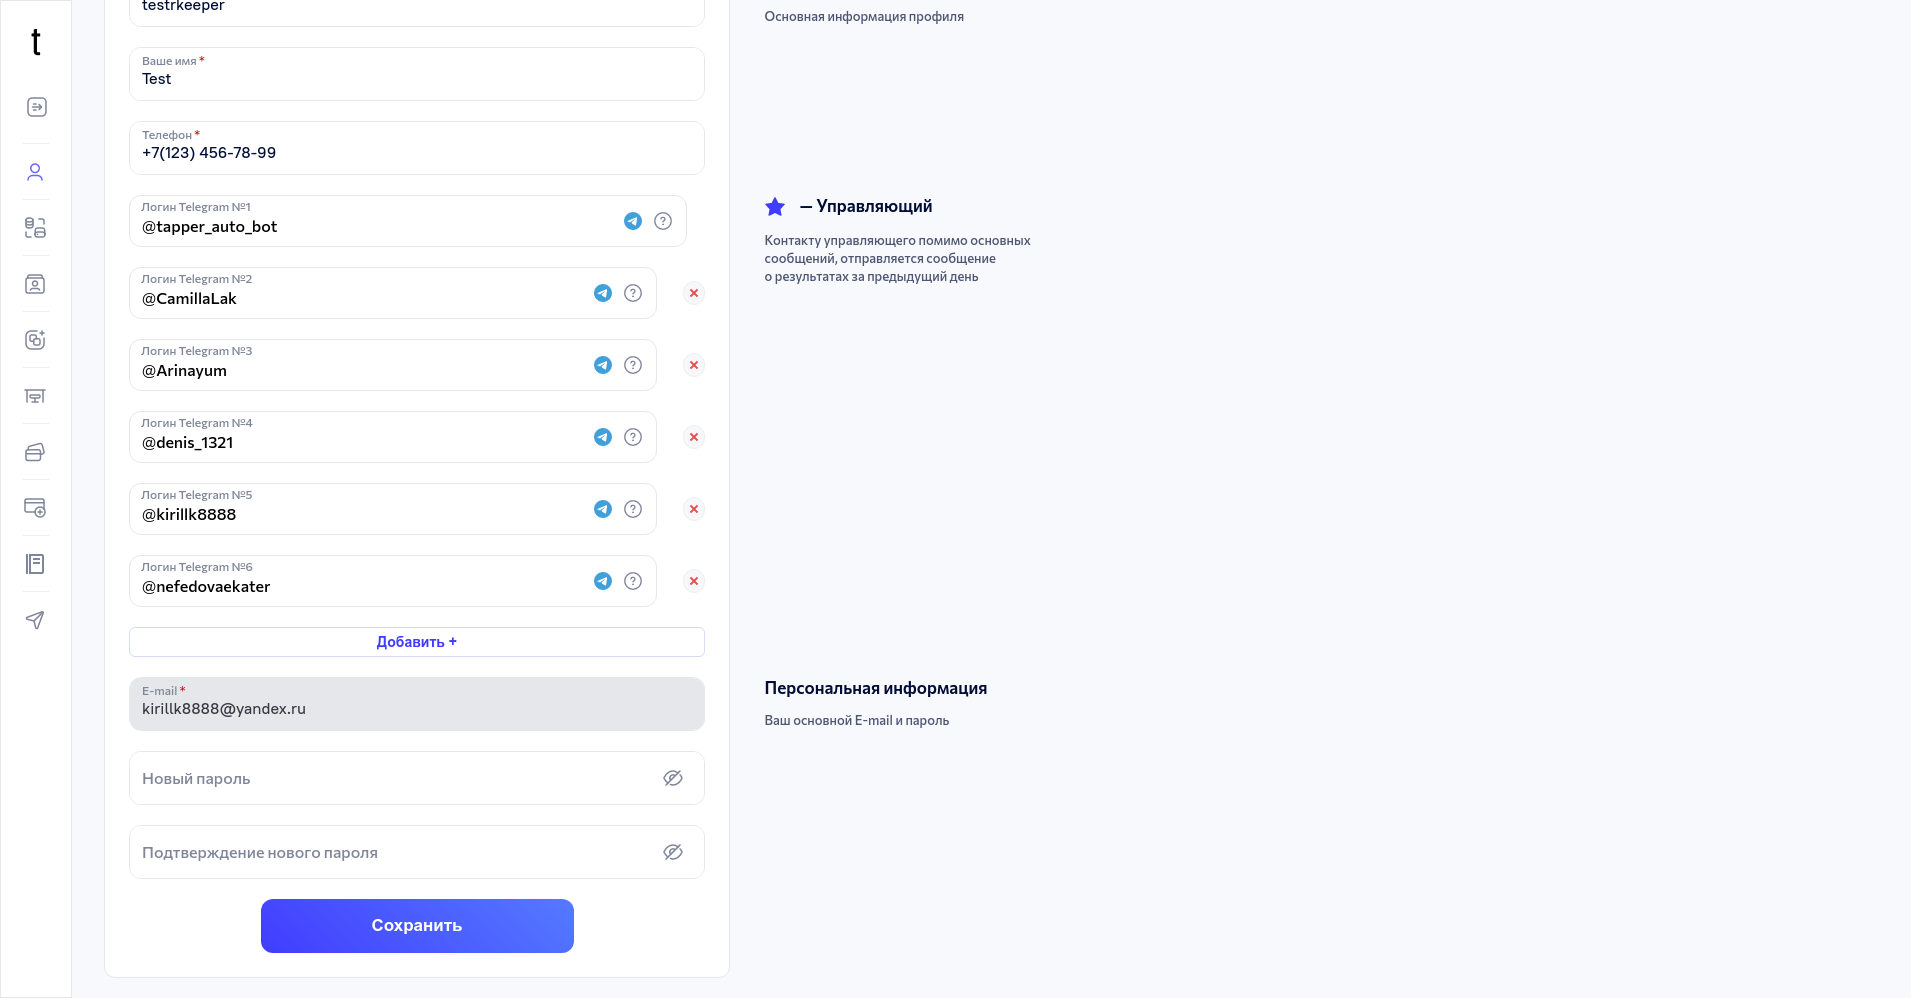 t
testrkeeper
Ваше имя *
Test
Телефон *
+7(123) 456-78-99
Логин Telegram №1
@tapper_auto_bot
Логин Telegram №2
@CamillaLak
Логин Telegram №3
@Arinayum
Логин Telegram №4
@denis_1321
Логин Telegram №5
@kirillk8888
Логин Telegram №6
@nefedovaekater
Добавить +
E-mail *
kirillk8888@yandex.ru
Новый пароль
Подтверждение нового пароля
Сохранить
Основная информация профиля
— Управляющий
Контакту управляющего помимо основных
сообщений, отправляется сообщение
о результатах за предыдущий день
Персональная информация
Ваш основной E-mail и пароль